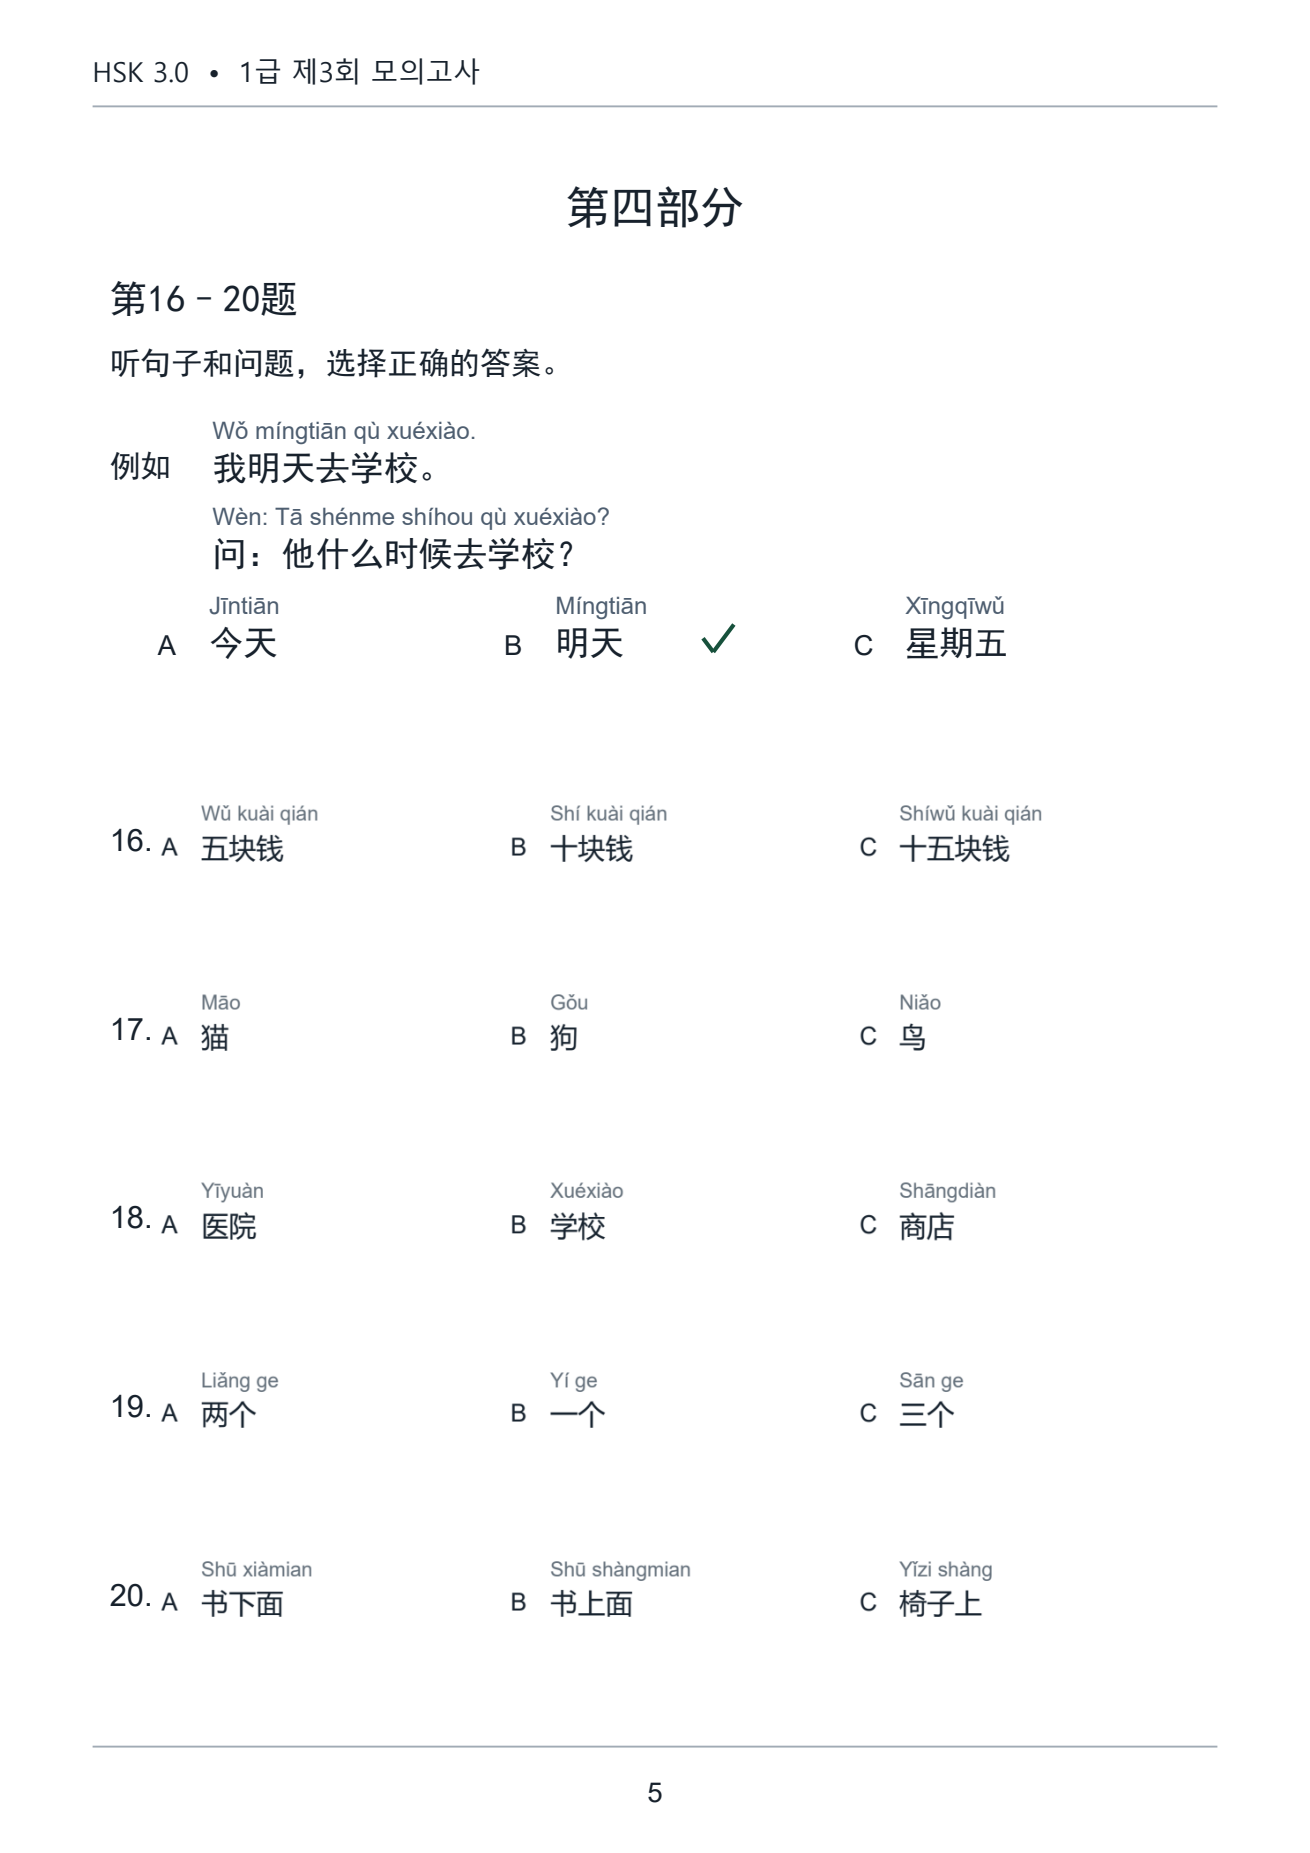 HSK 3.0 • 1급 제3회 모의고사
第四部分
第16–20题
听句子和问题，选择正确的答案。
Wǒ míngtiān qù xuéxiào.
例如 我明天去学校。
Wèn: Tā shénme shíhou qù xuéxiào?
问：他什么时候去学校？
Jīntiān Míngtiān Xīngqīwǔ
A 今天 B 明天 ✓ C 星期五
Wǔ kuài qián Shí kuài qián Shíwǔ kuài qián
16. A 五块钱 B 十块钱 C 十五块钱
Māo Gǒu Niǎo
17. A 猫 B 狗 C 鸟
Yīyuàn Xuéxiào Shāngdiàn
18. A 医院 B 学校 C 商店
Liǎng ge Yí ge Sān ge
19. A 两个 B 一个 C 三个
Shū xiàmian Shū shàngmian Yǐzi shàng
20. A 书下面 B 书上面 C 椅子上
5